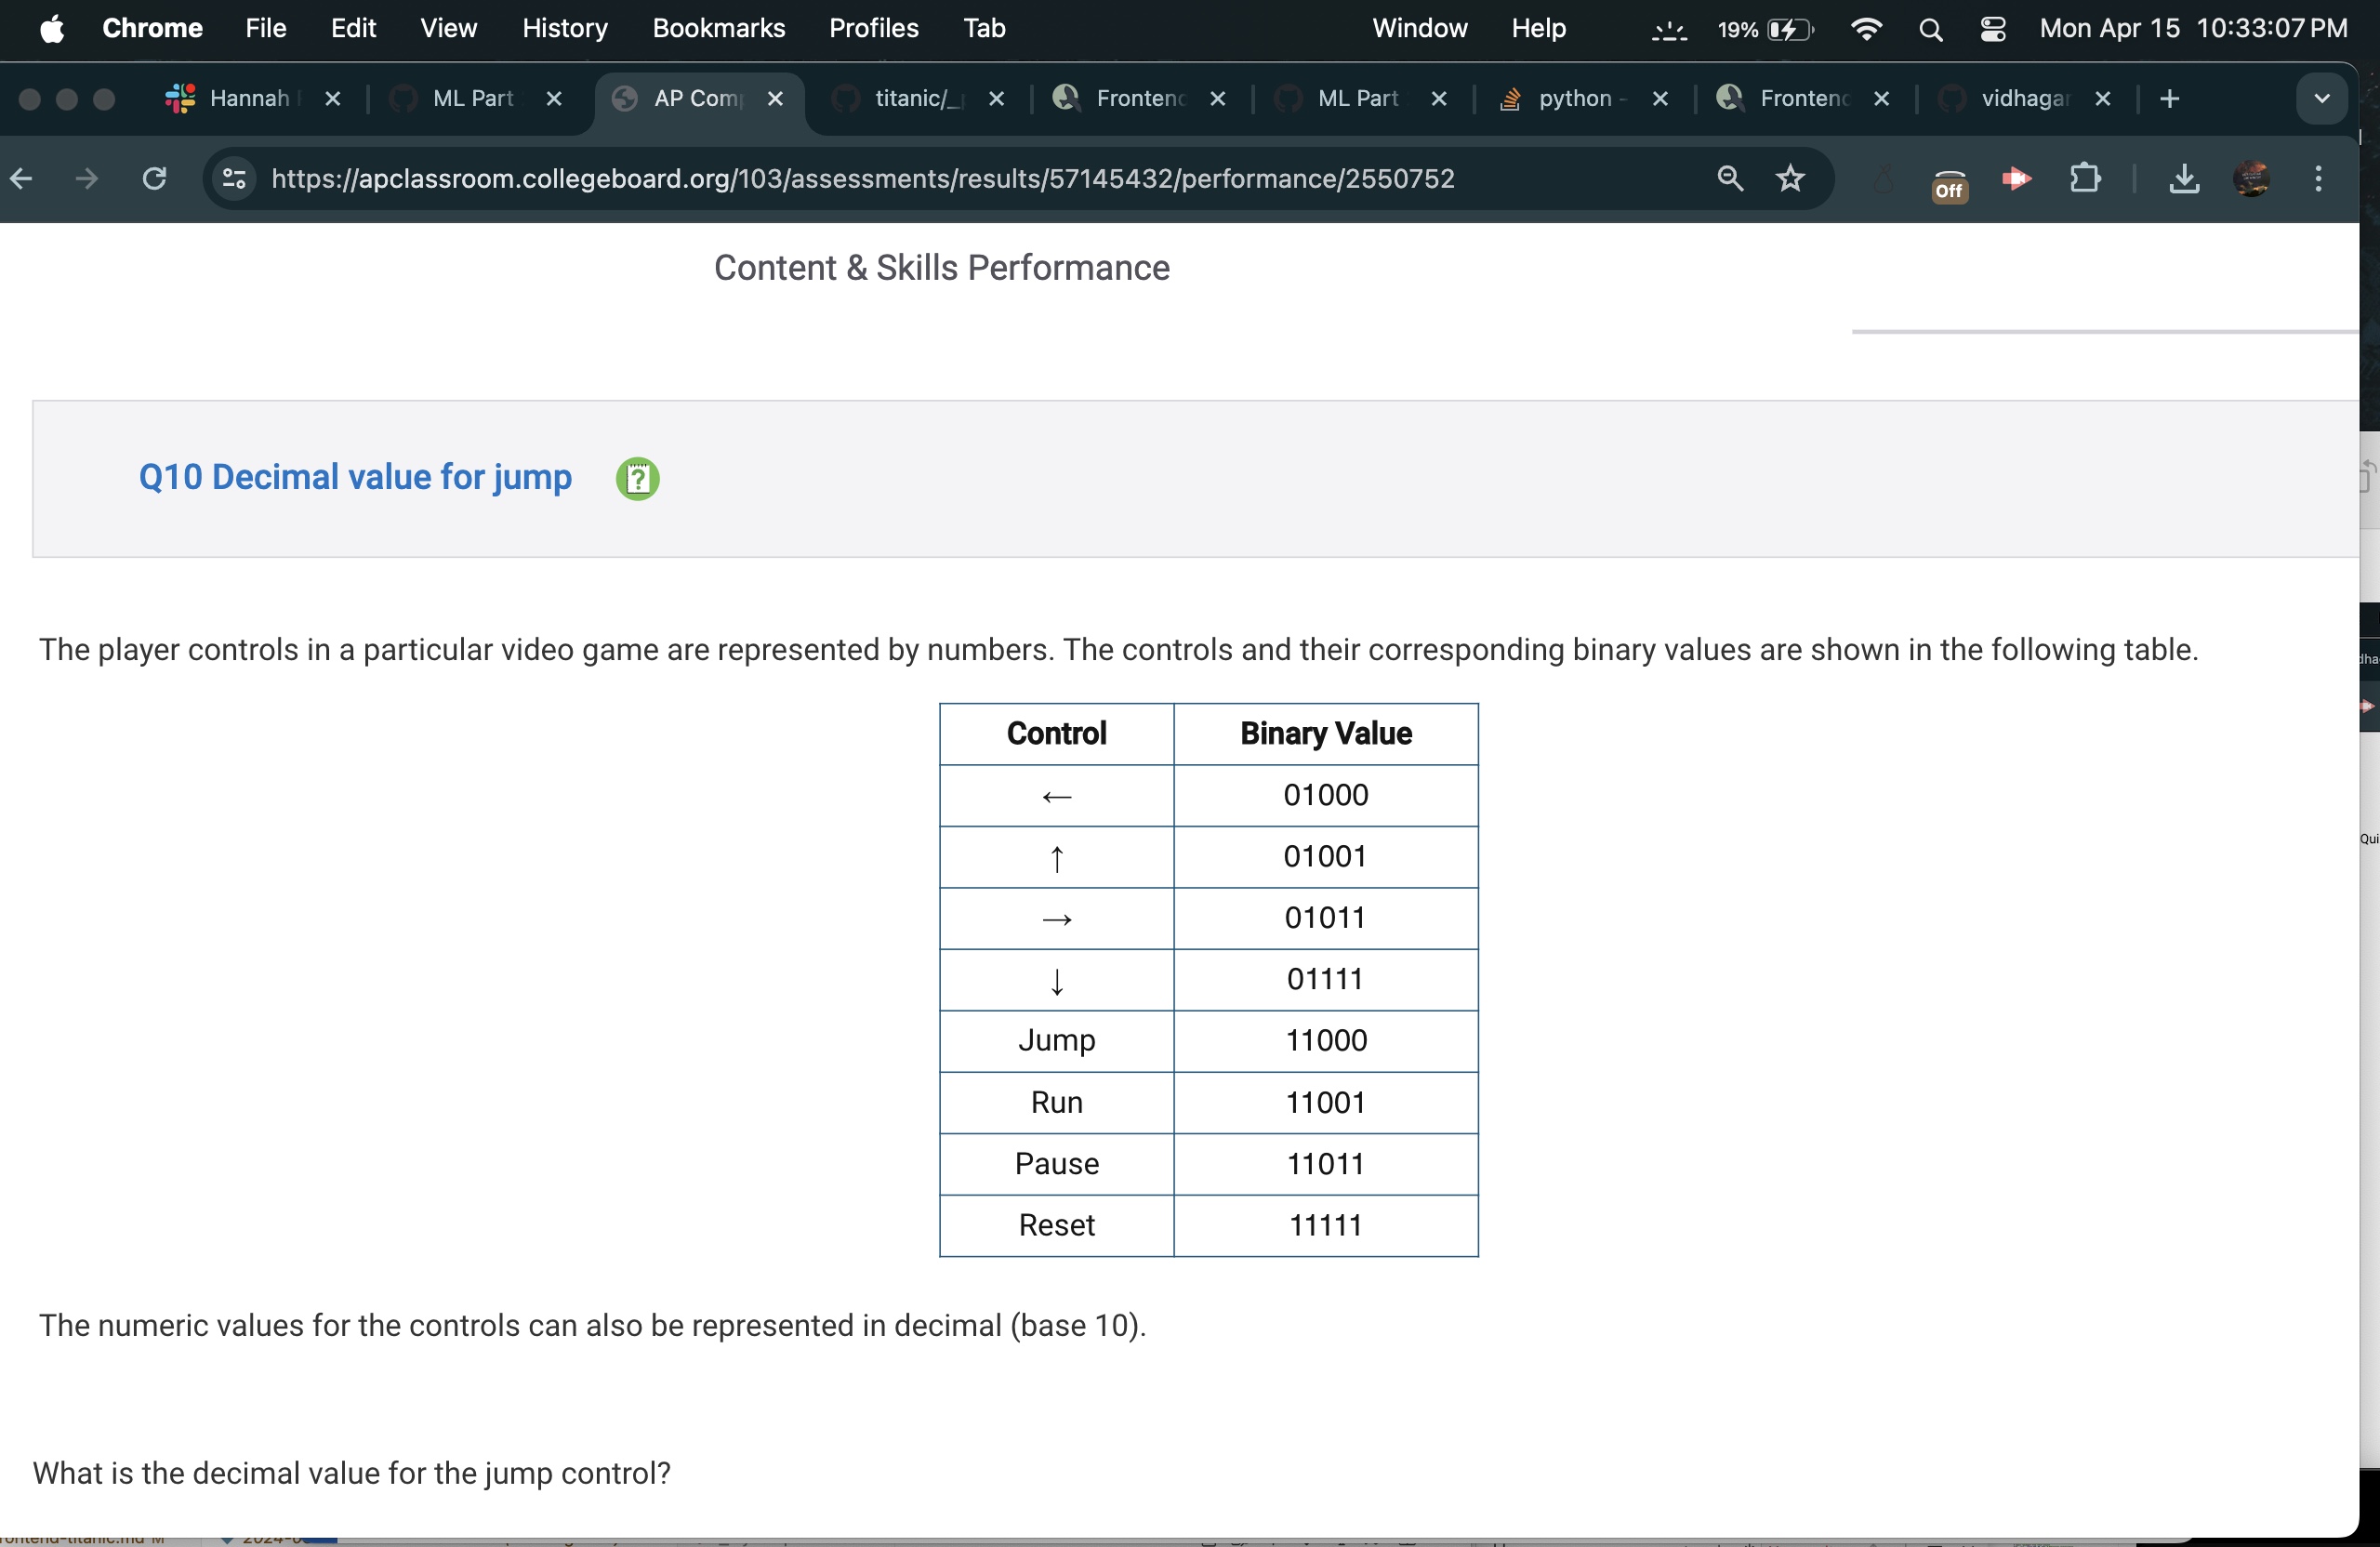 Chrome File Edit View History Bookmarks Profiles Tab Window Help 19% Mon Apr 15 10:33:07 PM
Hannah ML Part AP Com titanic/_ Frontend ML Part python - Frontend vidhagar
https://apclassroom.collegeboard.org/103/assessments/results/57145432/performance/2550752
Off
Content & Skills Performance
Q10 Decimal value for jump
?
The player controls in a particular video game are represented by numbers. The controls and their corresponding binary values are shown in the following table.
Control Binary Value
← 01000
↑ 01001
→ 01011
↓ 01111
Jump 11000
Run 11001
Pause 11011
Reset 11111
The numeric values for the controls can also be represented in decimal (base 10).
What is the decimal value for the jump control?
dha
Qui